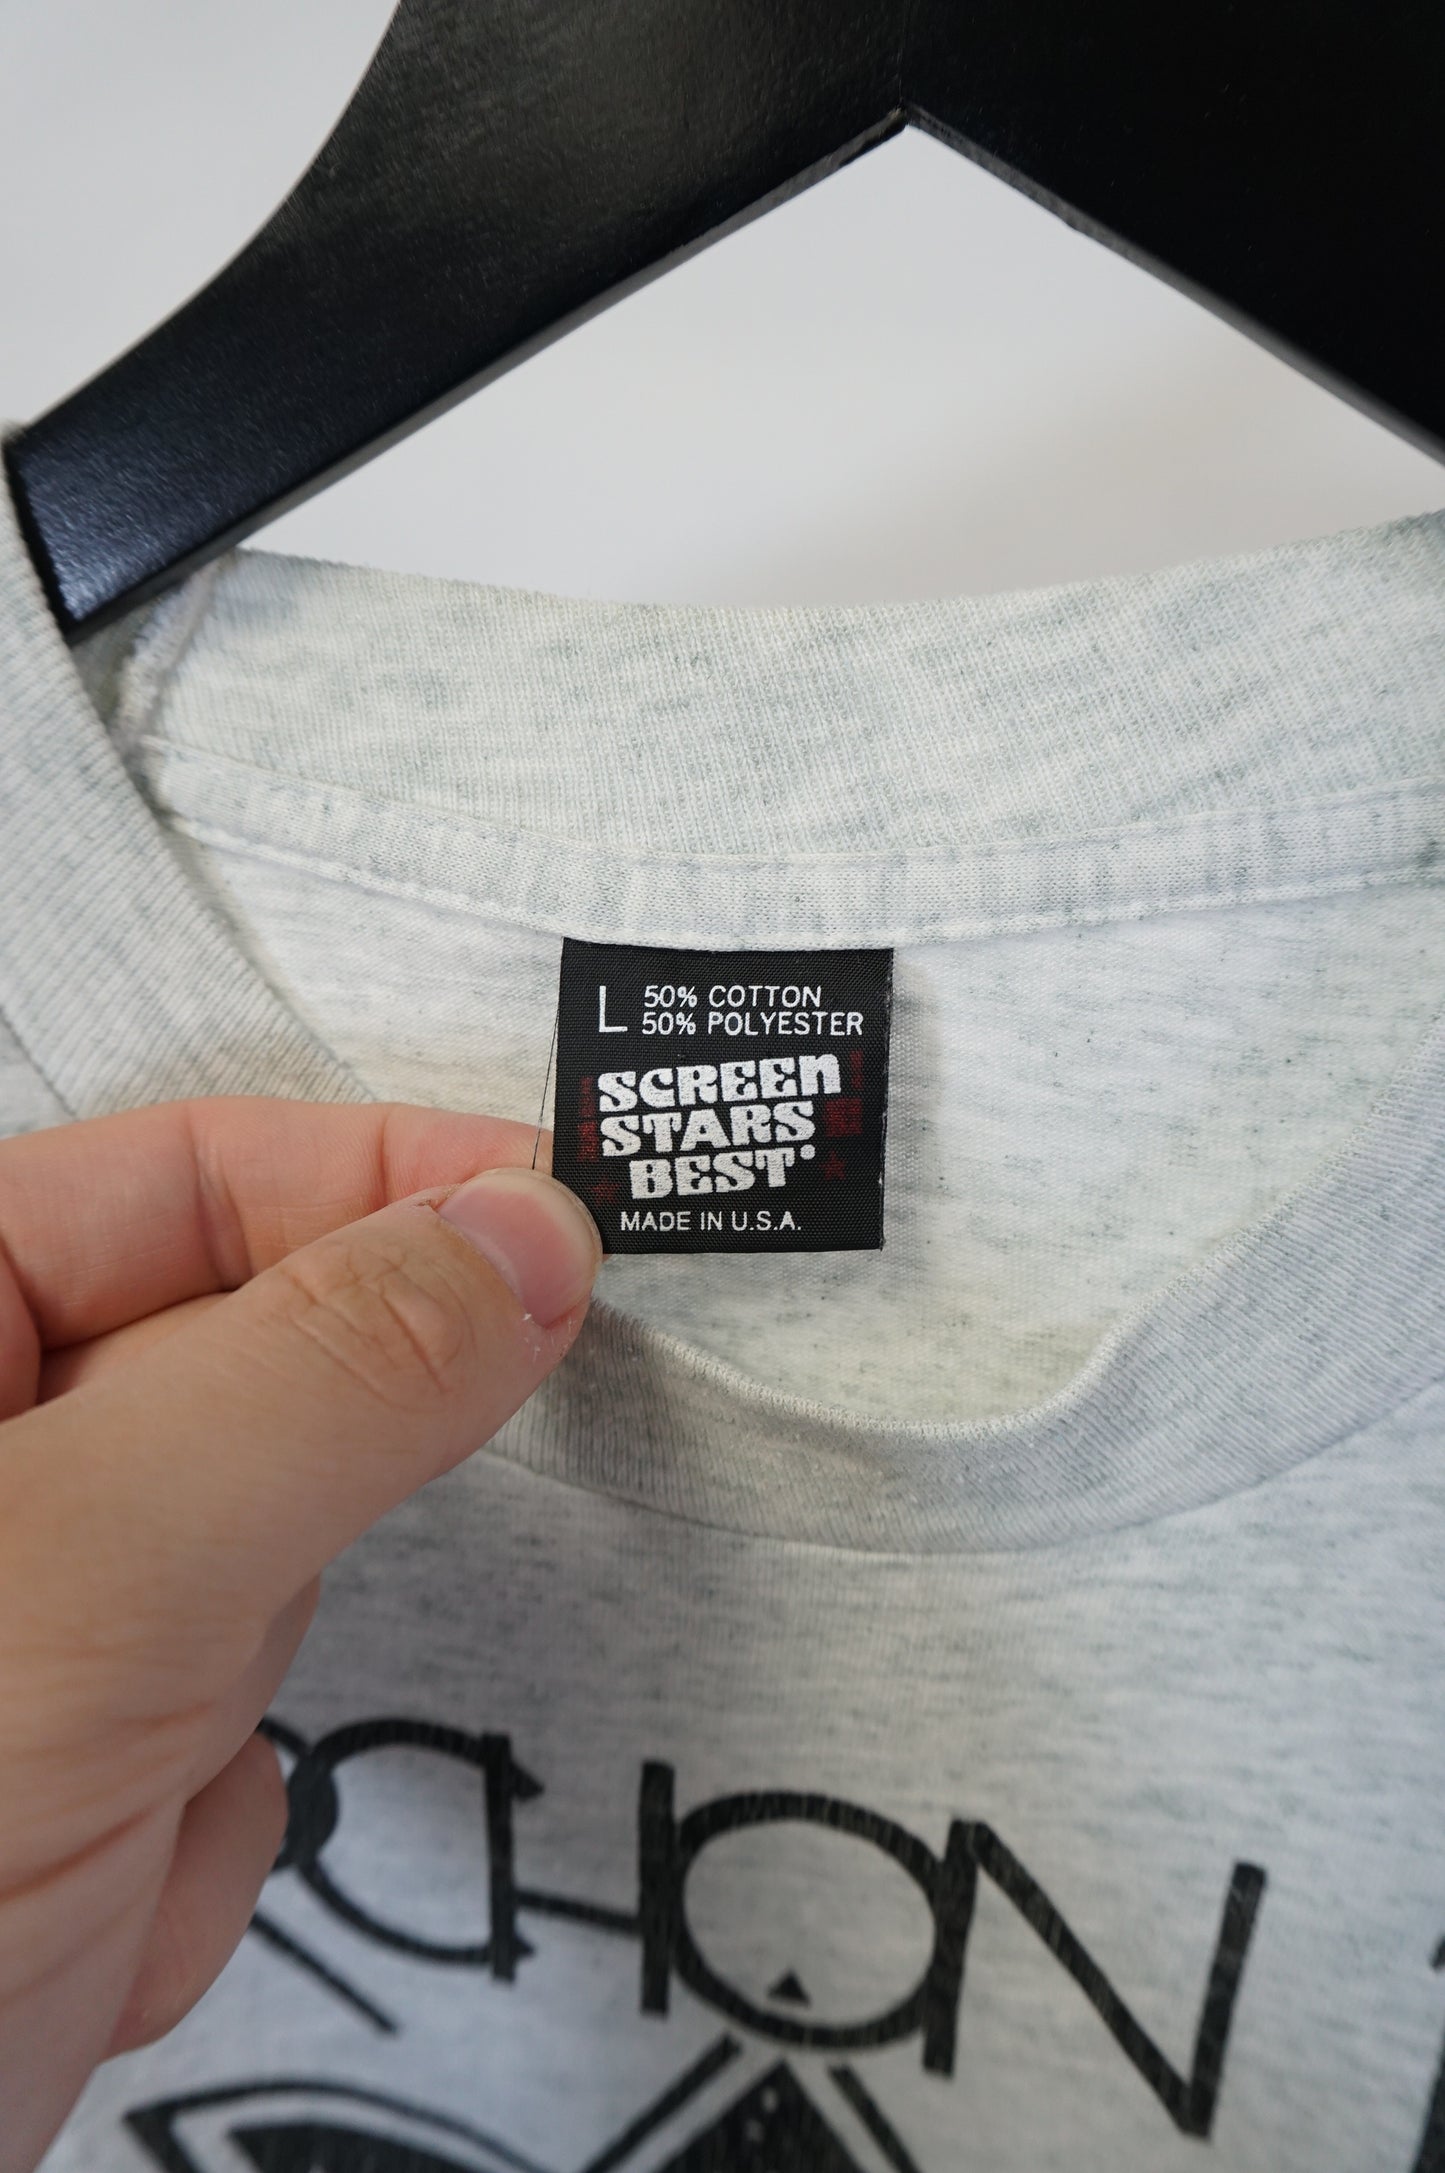 L 50% COTTON
50% POLYESTER
SCREEN
STARS
BEST
MADE IN U.S.A.